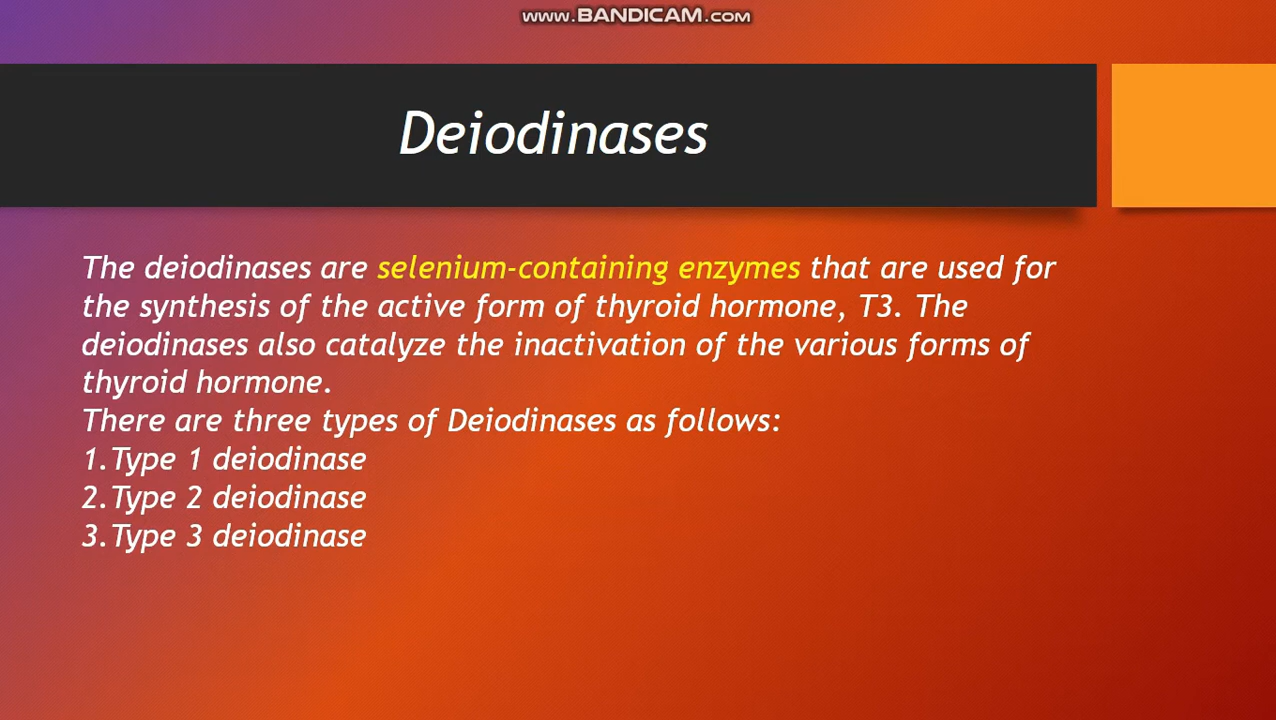 www.BANDICAM.com
Deiodinases
The deiodinases are selenium-containing enzymes that are used for
the synthesis of the active form of thyroid hormone, T3. The
deiodinases also catalyze the inactivation of the various forms of
thyroid hormone.
There are three types of Deiodinases as follows:
1.Type 1 deiodinase
2.Type 2 deiodinase
3.Type 3 deiodinase